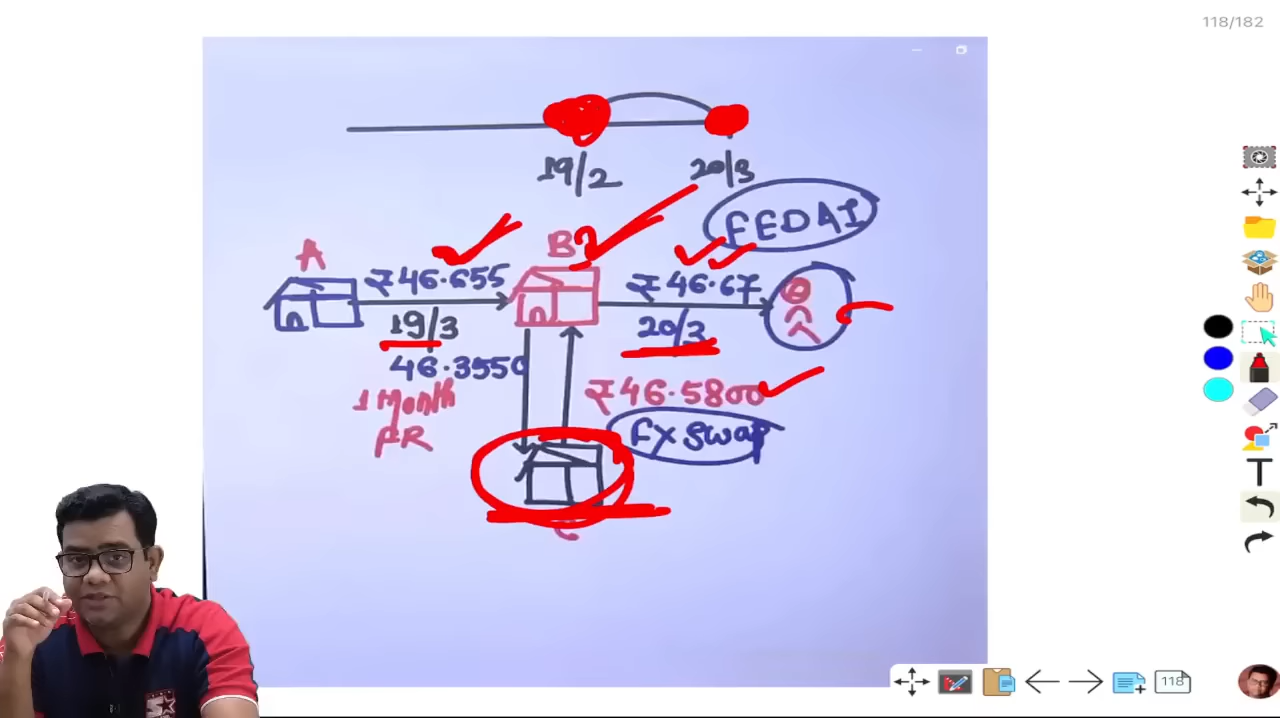 118/182
19/2
20/3
FEDAI
A
B
₹46.655
₹46.67
19/3
20/3
46.3550
₹46.5800
1 Month
FR
FX Swap
C
T
118